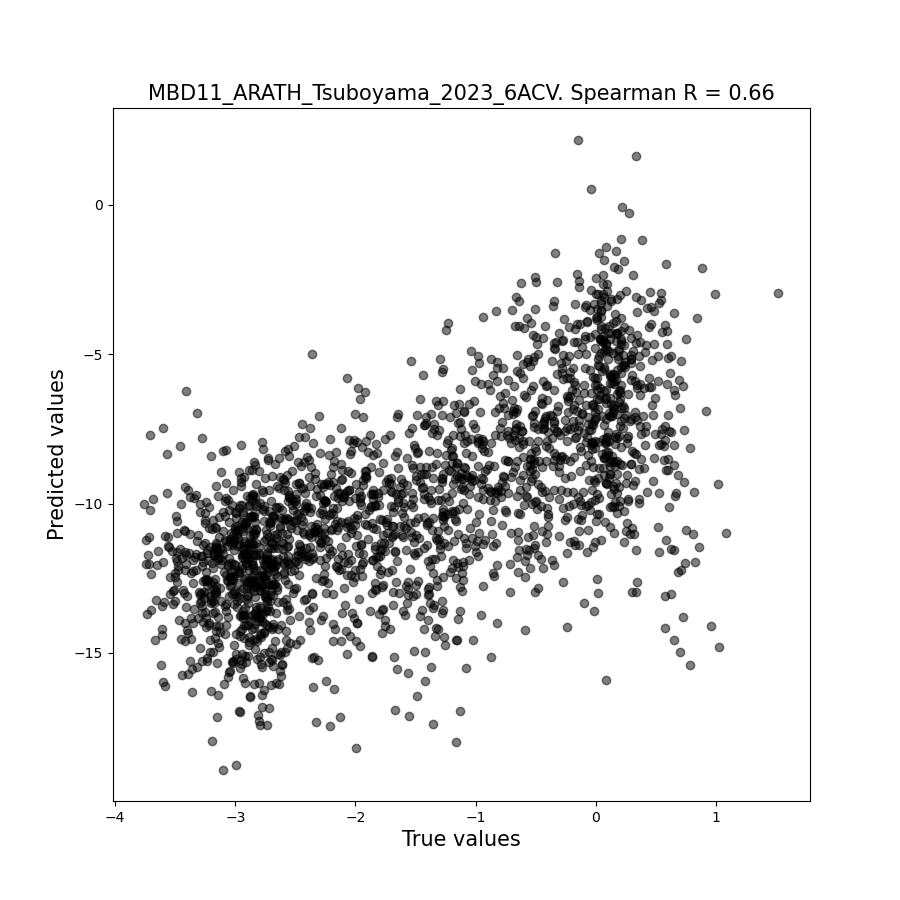 MBD11_ARATH_Tsuboyama_2023_6ACV. Spearman R = 0.66
0
−5
−10
−15
Predicted values
−4 −3 −2 −1 0 1
True values